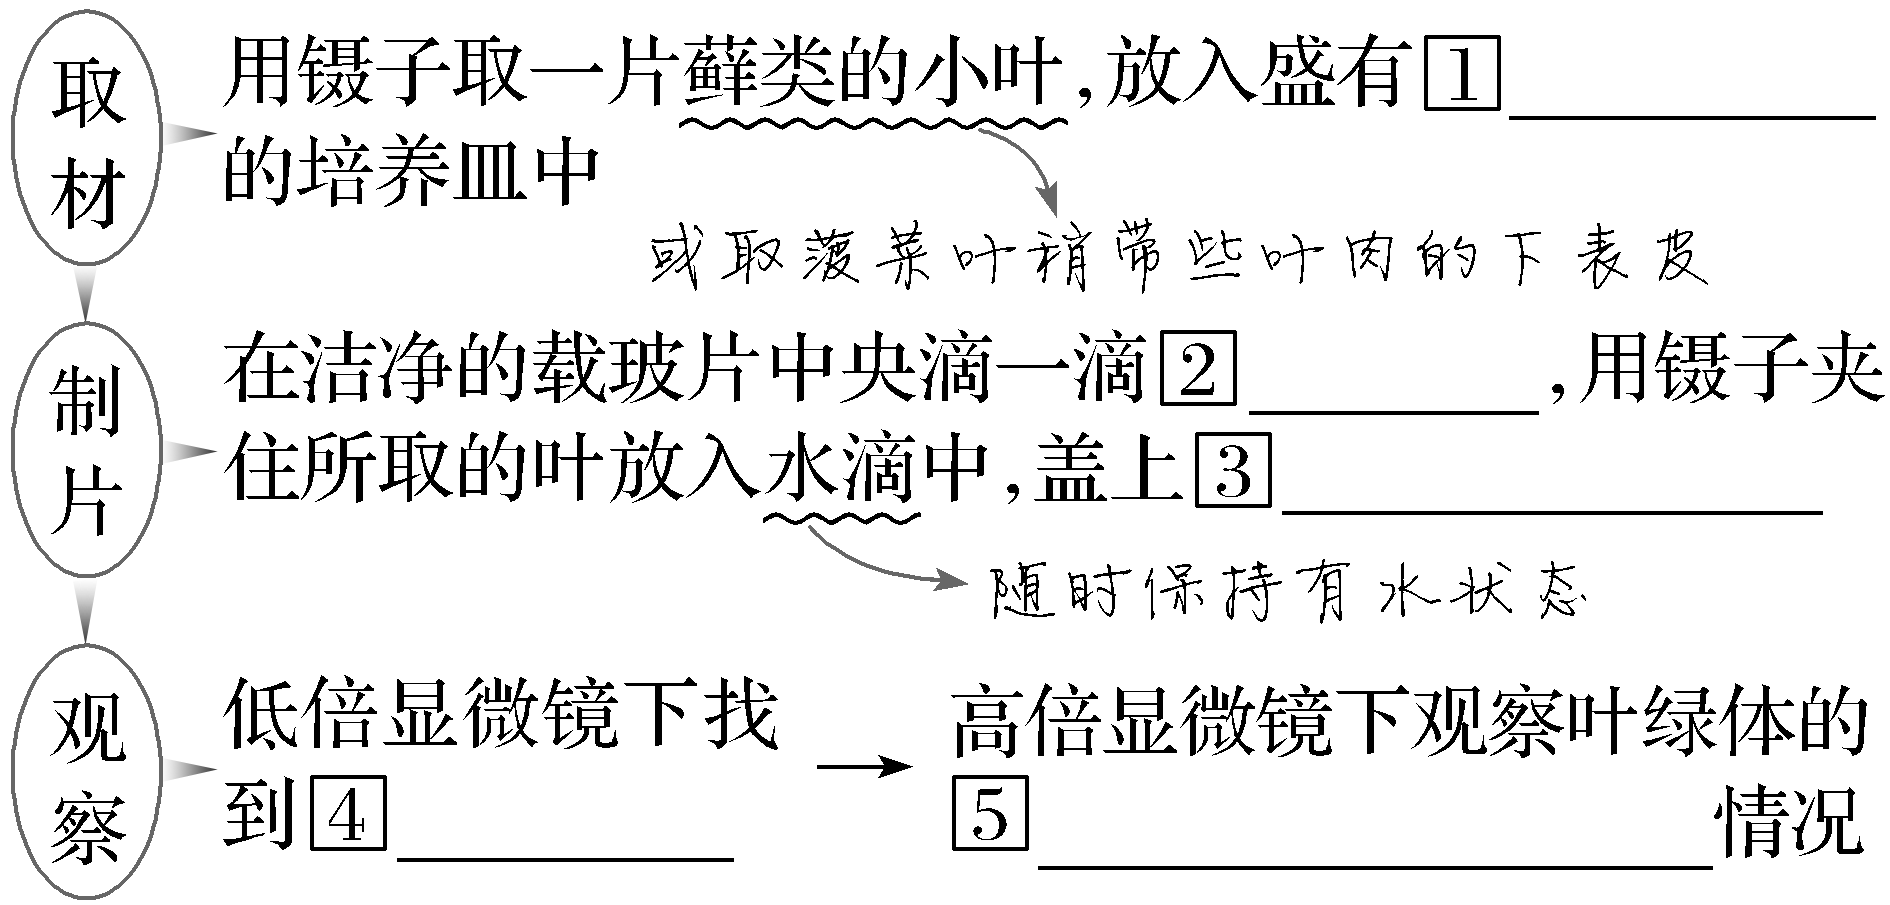 取材
用镊子取一片藓类的小叶,放入盛有1
的培养皿中
或取菠菜叶稍带些叶肉的下表皮
制片
在洁净的载玻片中央滴一滴2,用镊子夹
住所取的叶放入水滴中,盖上3
随时保持有水状态
观察
低倍显微镜下找
到4
高倍显微镜下观察叶绿体的
5情况